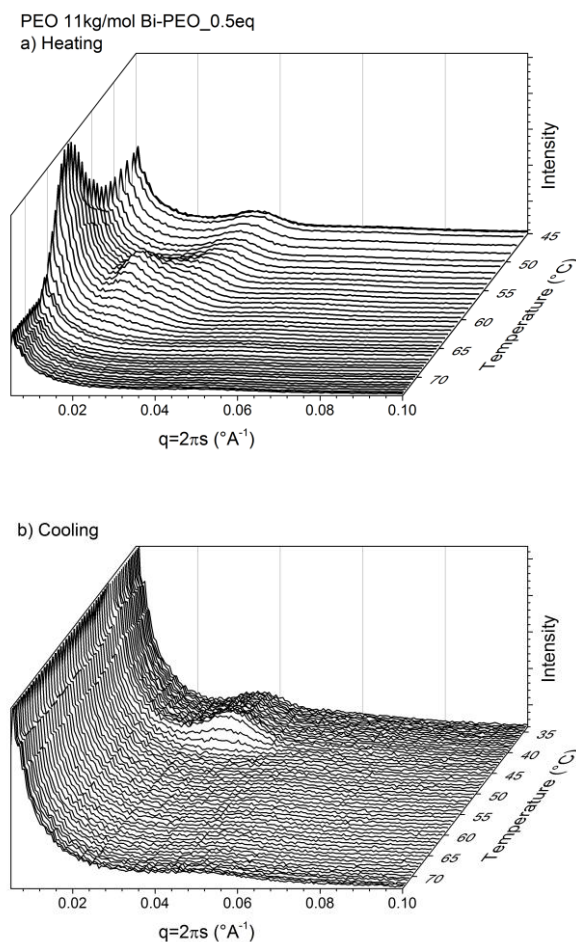 PEO 11kg/mol Bi-PEO_0.5eq
a) Heating
Intensity
45
50
55
60
65
70
Temperature (°C)
0.02 0.04 0.06 0.08 0.10
q=2πs (°A⁻¹)
b) Cooling
Intensity
35
40
45
50
55
60
65
70
Temperature (°C)
0.02 0.04 0.06 0.08 0.10
q=2πs (°A⁻¹)